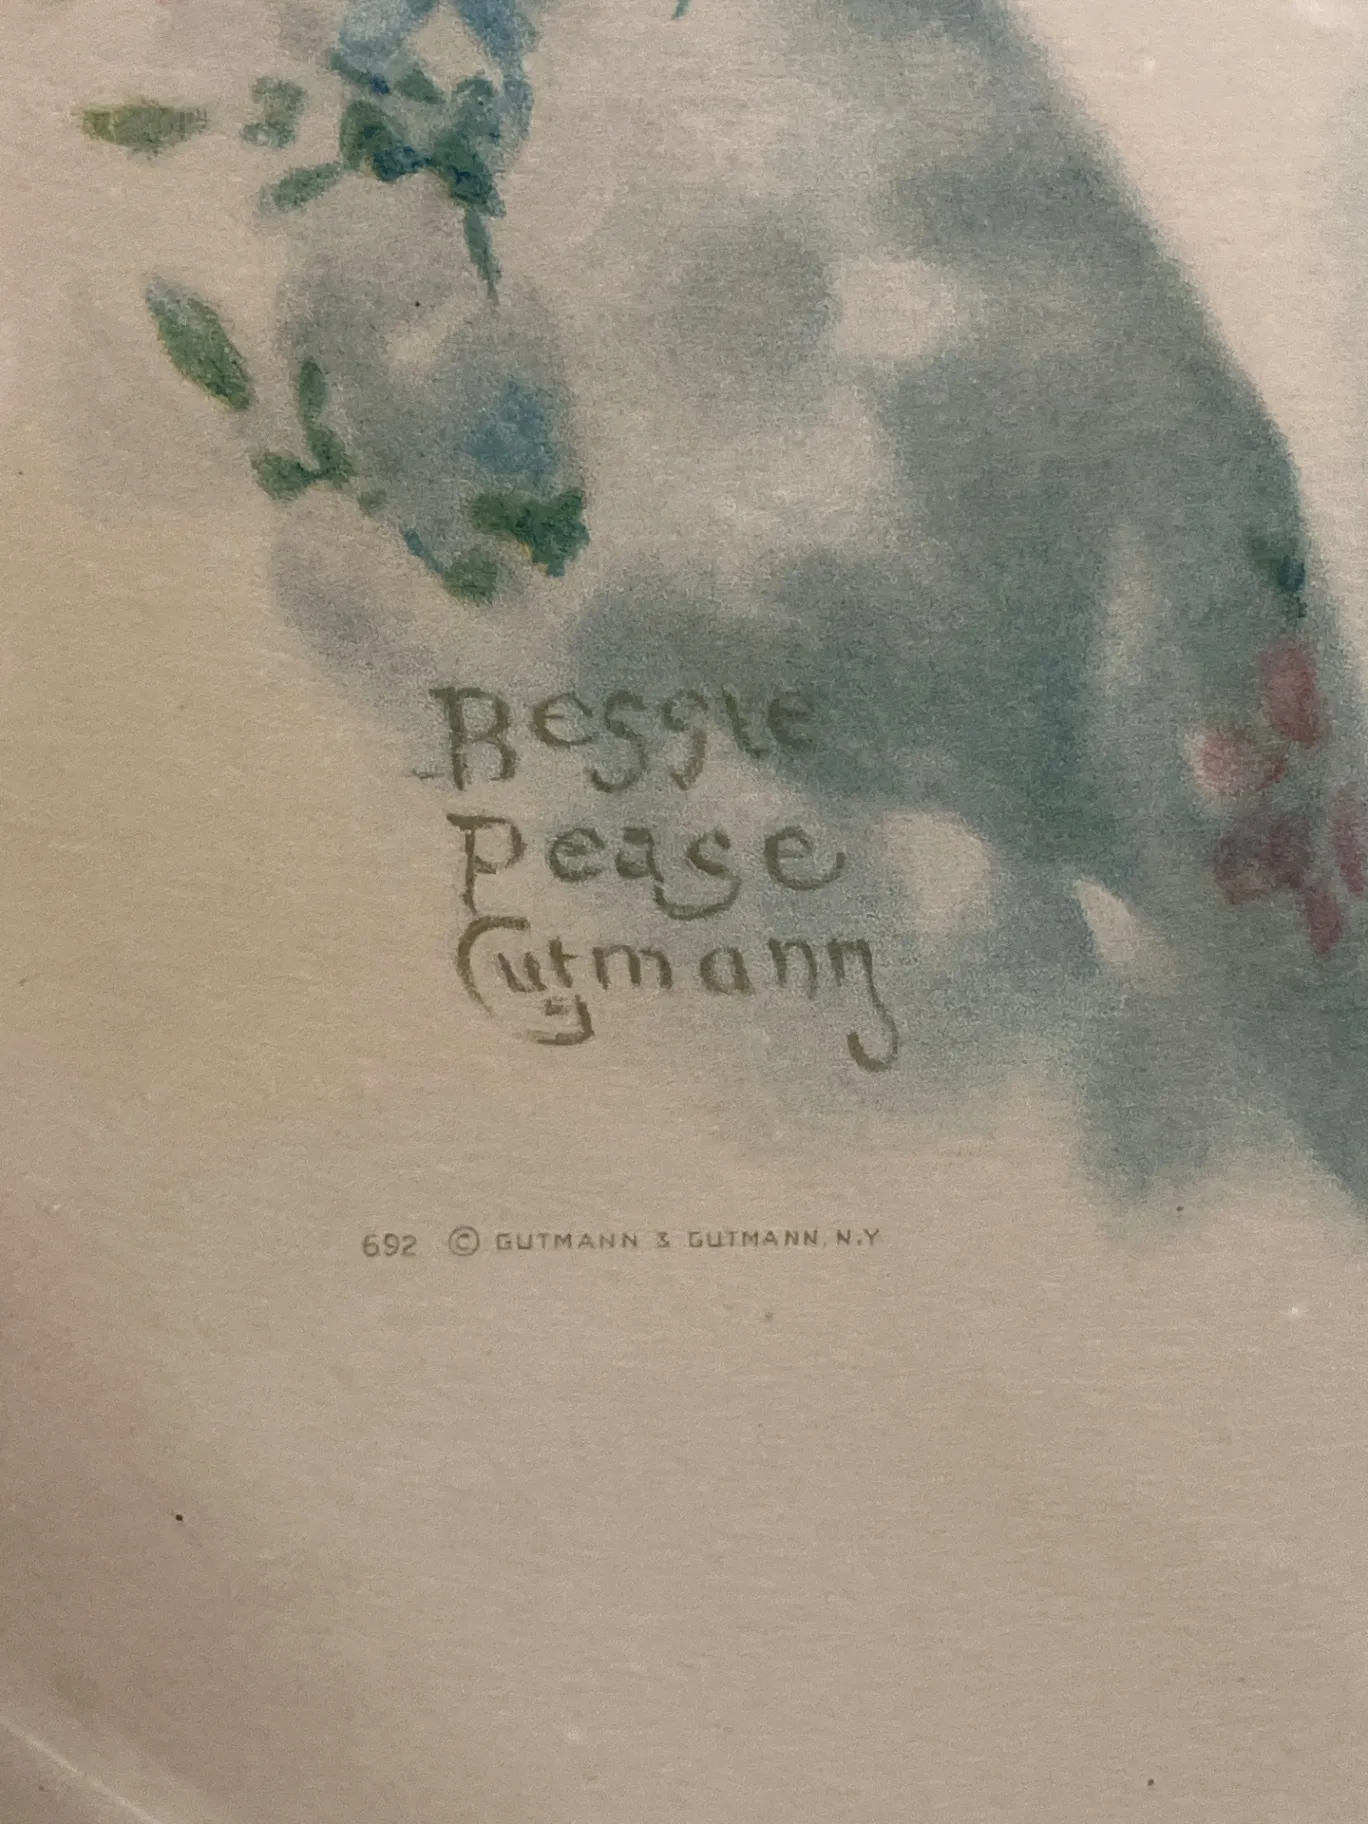 Bessie
Pease
Gutmann
692 © GUTMANN & GUTMANN. N.Y